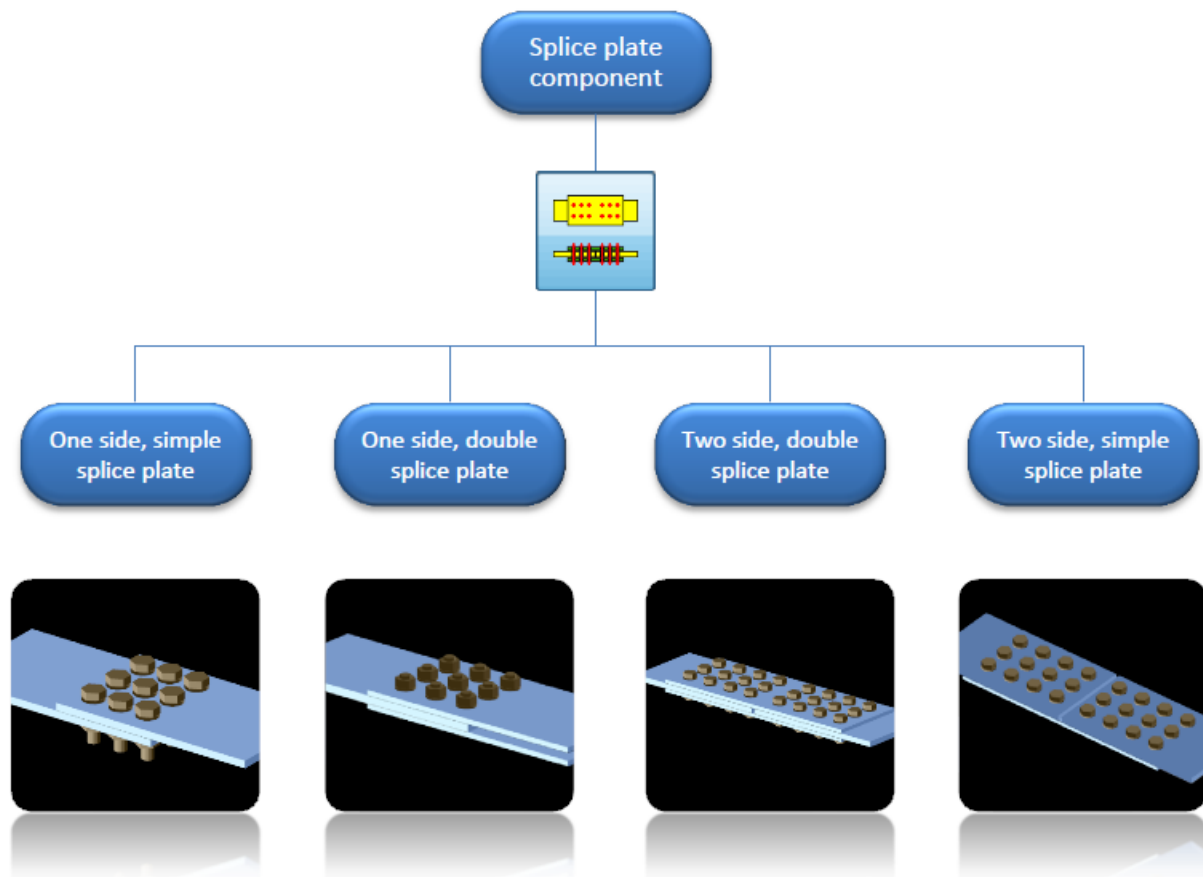 Splice plate
component
One side, simple
splice plate
One side, double
splice plate
Two side, double
splice plate
Two side, simple
splice plate